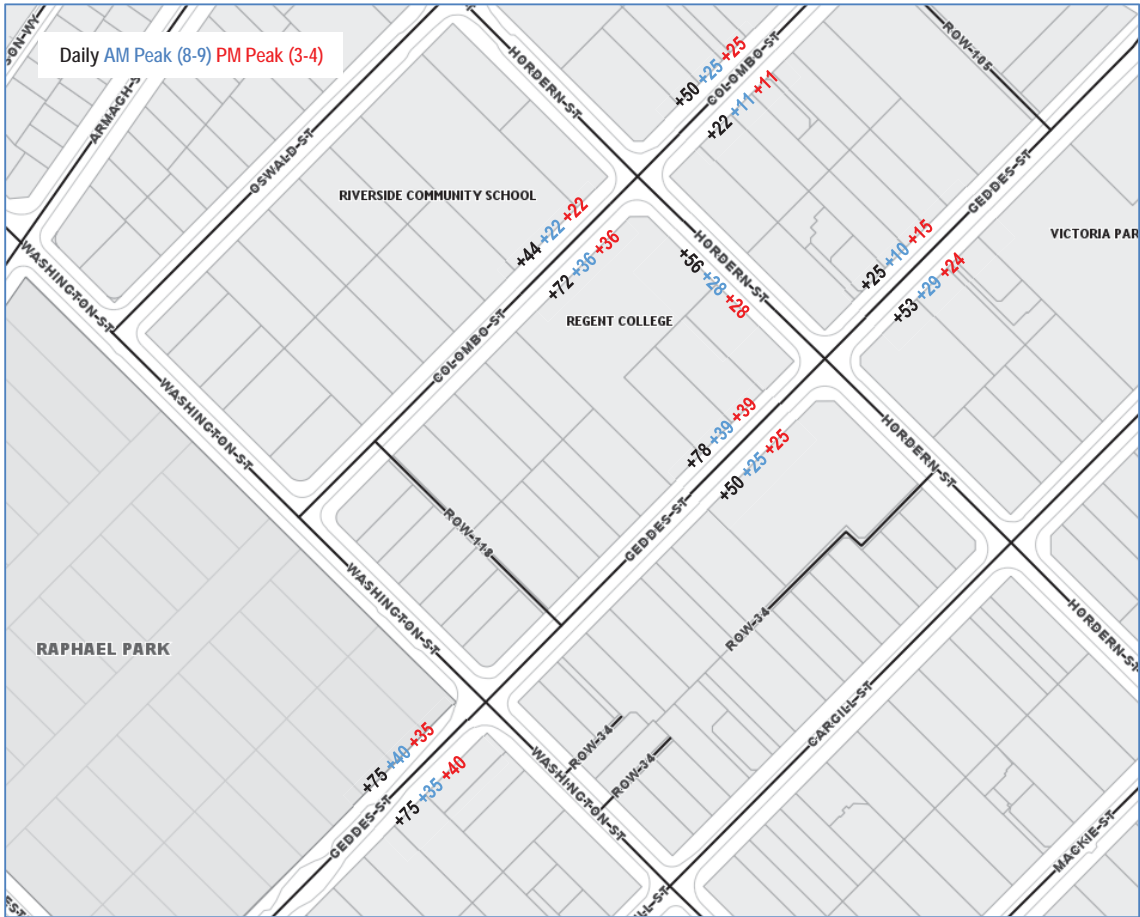 SON-WY
Daily AM Peak (8-9) PM Peak (3-4)
ARMAGH-S
HORDERN-ST
+50 +25 +25
COLOMBO-ST
+22 +11 +11
ROW-105
OSWALD-ST
RIVERSIDE COMMUNITY SCHOOL
GEDDES-ST
VICTORIA PAR
WASHINGTON-ST
+44 +22 +22
+72 +36 +36
HORDERN-ST
+56 +28 +28
+25 +10 +15
+53 +29 +24
REGENT COLLEGE
COLOMBO-ST
WASHINGTON-ST
+78 +39 +39
+50 +25 +25
HORDERN-ST
ROW-118
GEDDES-ST
WASHINGTON-ST
ROW-34
HORDERN-ST
RAPHAEL PARK
CARGILL-ST
+75 +40 +35
+75 +35 +40
GEDDES-ST
ROW-34
ROW-34
WASHINGTON-ST
MACKIE-ST
LL-ST
EST